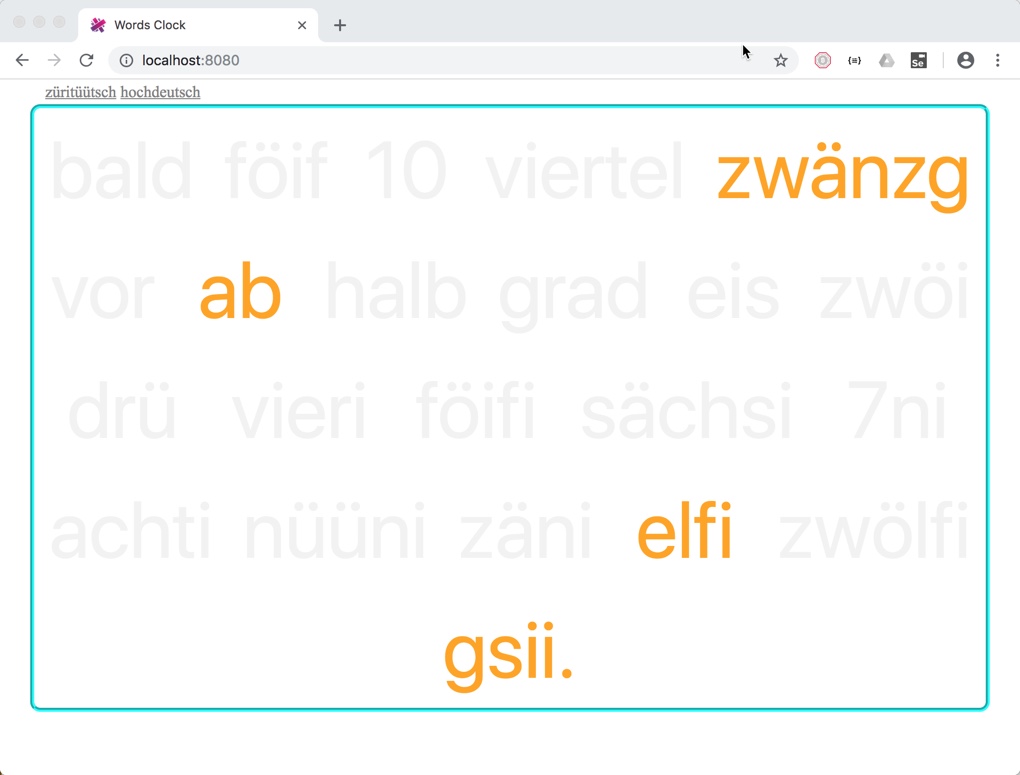 Words Clock
localhost:8080
Se
züritüütsch hochdeutsch
bald föif 10 viertel zwänzg
vor ab halb grad eis zwöi
drü vieri föifi sächsi 7ni
achti nüüni zäni elfi zwölfi
gsii.